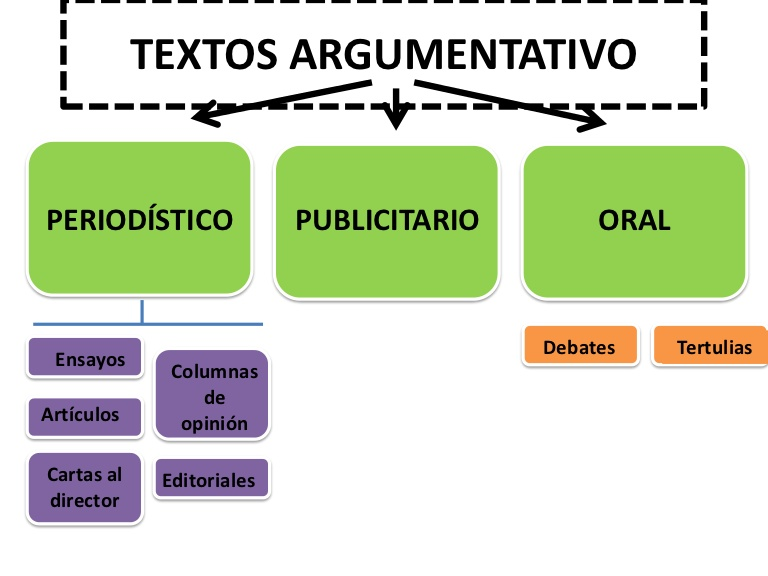 TEXTOS ARGUMENTATIVO
PERIODÍSTICO
PUBLICITARIO
ORAL
Ensayos
Artículos
Cartas al
director
Columnas
de
opinión
Editoriales
Debates
Tertulias